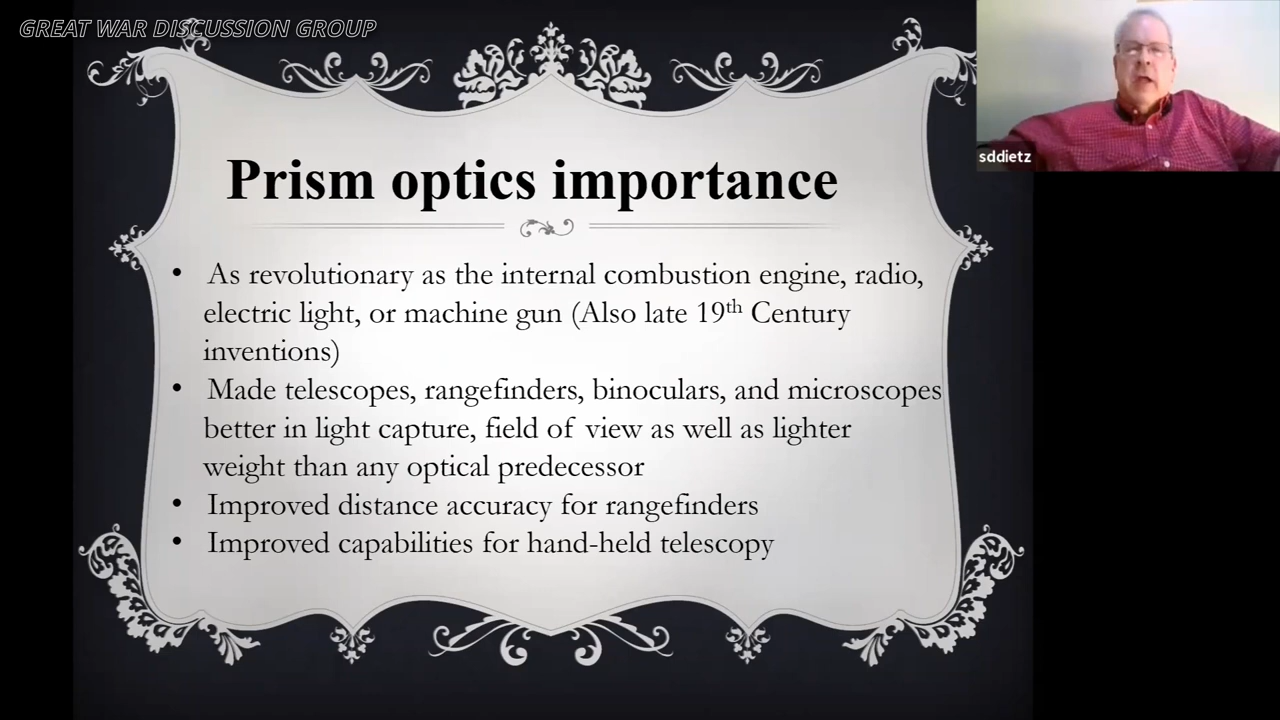 GREAT WAR DISCUSSION GROUP
sddietz
Prism optics importance
• As revolutionary as the internal combustion engine, radio,
electric light, or machine gun (Also late 19th Century
inventions)
• Made telescopes, rangefinders, binoculars, and microscopes
better in light capture, field of view as well as lighter
weight than any optical predecessor
• Improved distance accuracy for rangefinders
• Improved capabilities for hand-held telescopy